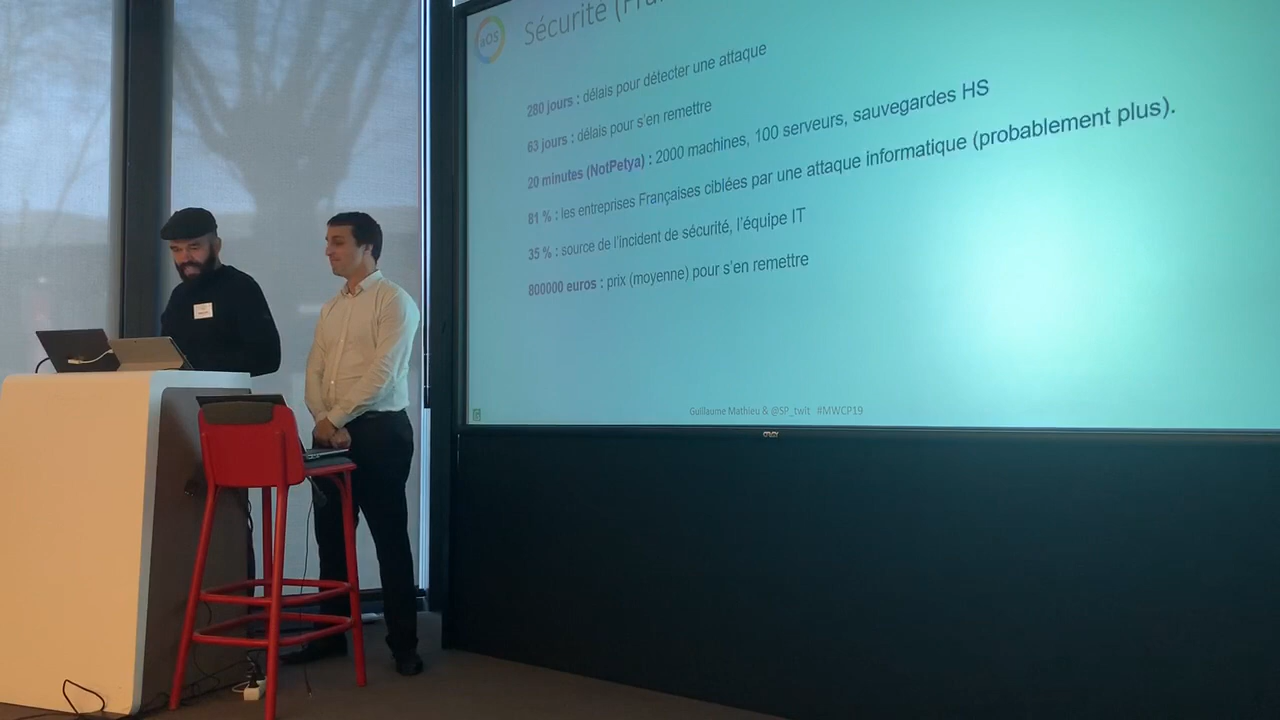 aOS
Sécurité
280 jours : délais pour détecter une attaque
63 jours : délais pour s'en remettre
20 minutes (NotPetya) : 2000 machines, 100 serveurs, sauvegardes HS
81 % : les entreprises Françaises ciblées par une attaque informatique (probablement plus).
35 % : source de l'incident de sécurité, l'équipe IT
800000 euros : prix (moyenne) pour s'en remettre
Guillaume Mathieu & @SP_twit #MWCP19